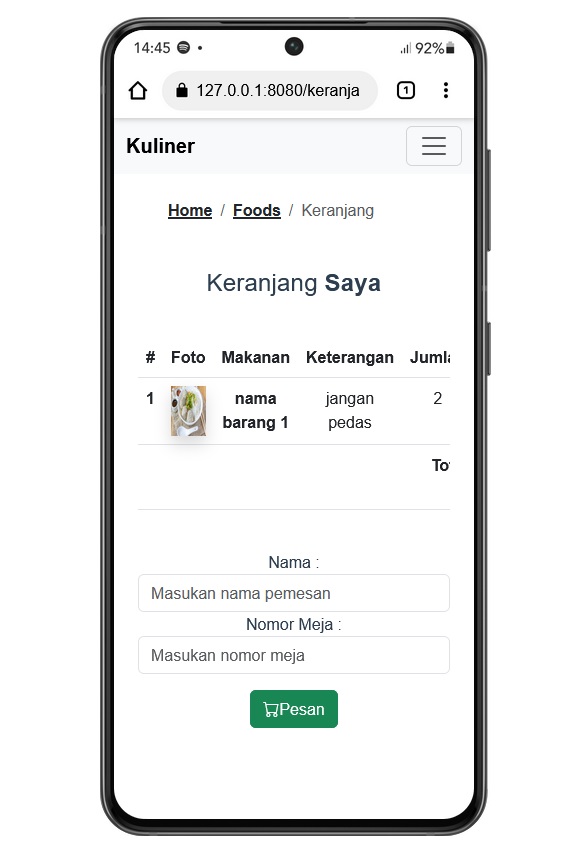 14:45 92%
127.0.0.1:8080/keranja
1
Kuliner
Home / Foods / Keranjang
Keranjang Saya
# Foto Makanan Keterangan Jumla
1 nama barang 1 jangan pedas 2
Tot
Nama :
Masukan nama pemesan
Nomor Meja :
Masukan nomor meja
Pesan